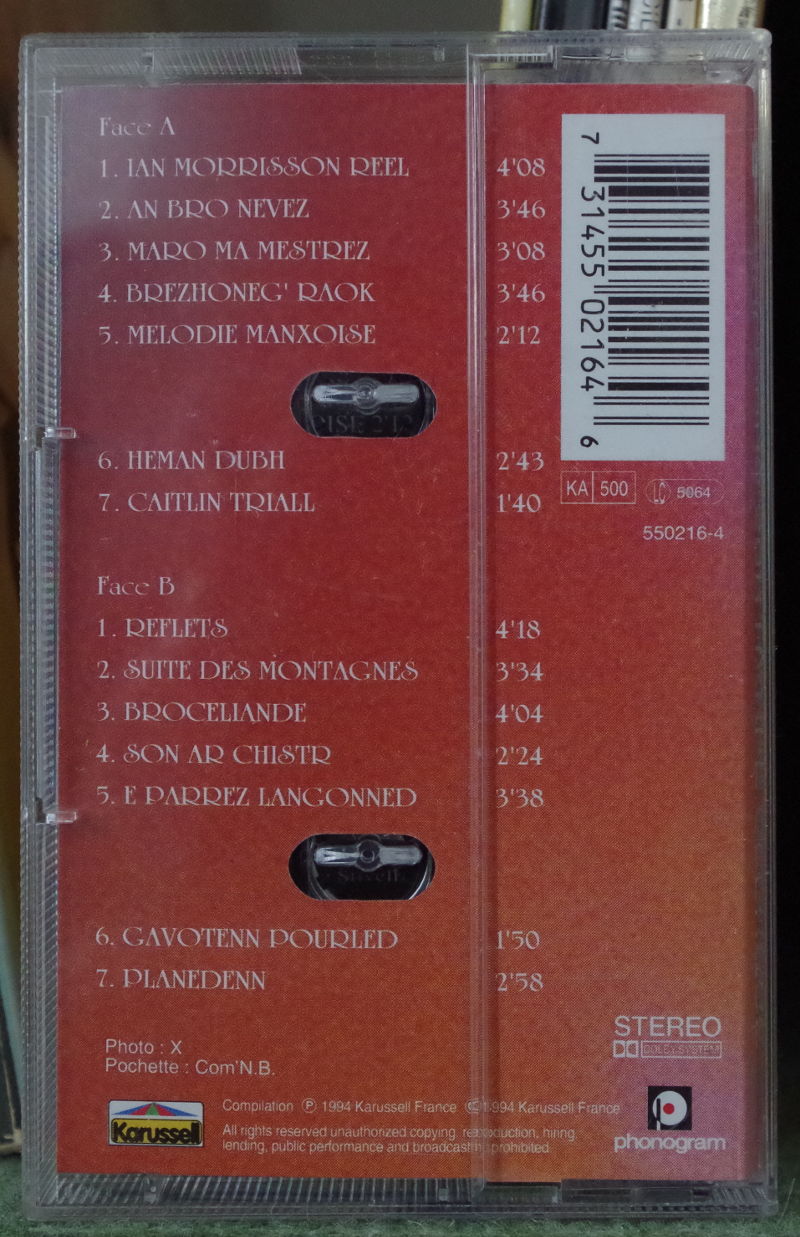 Face A
1. IAN MORRISSON REEL 4'08
2. AN BRO NEVEZ 3'46
3. MARO MA MESTREZ 3'08
4. BREZHONEG' RAOK 3'46
5. MELODIE MANXOISE 2'12
6. HEMAN DUBH 2'43
7. CAITLIN TRIALL 1'40
7 31455 02164 6
KA 500
LC 5064
550216-4
Face B
1. REFLETS 4'18
2. SUITE DES MONTAGNES 3'34
3. BROCELIANDE 4'04
4. SON AR CHISTR 2'24
5. E PARREZ LANGONNED 3'38
6. GAVOTENN POURLED 1'50
7. PLANEDENN 2'58
STEREO
DOLBY SYSTEM
Photo : X
Pochette : Com'N.B.
Karussell
Compilation ℗ 1994 Karussell France © 1994 Karussell France
All rights reserved unauthorized copying, reproduction, hiring,
lending, public performance and broadcasting prohibited.
phonogram